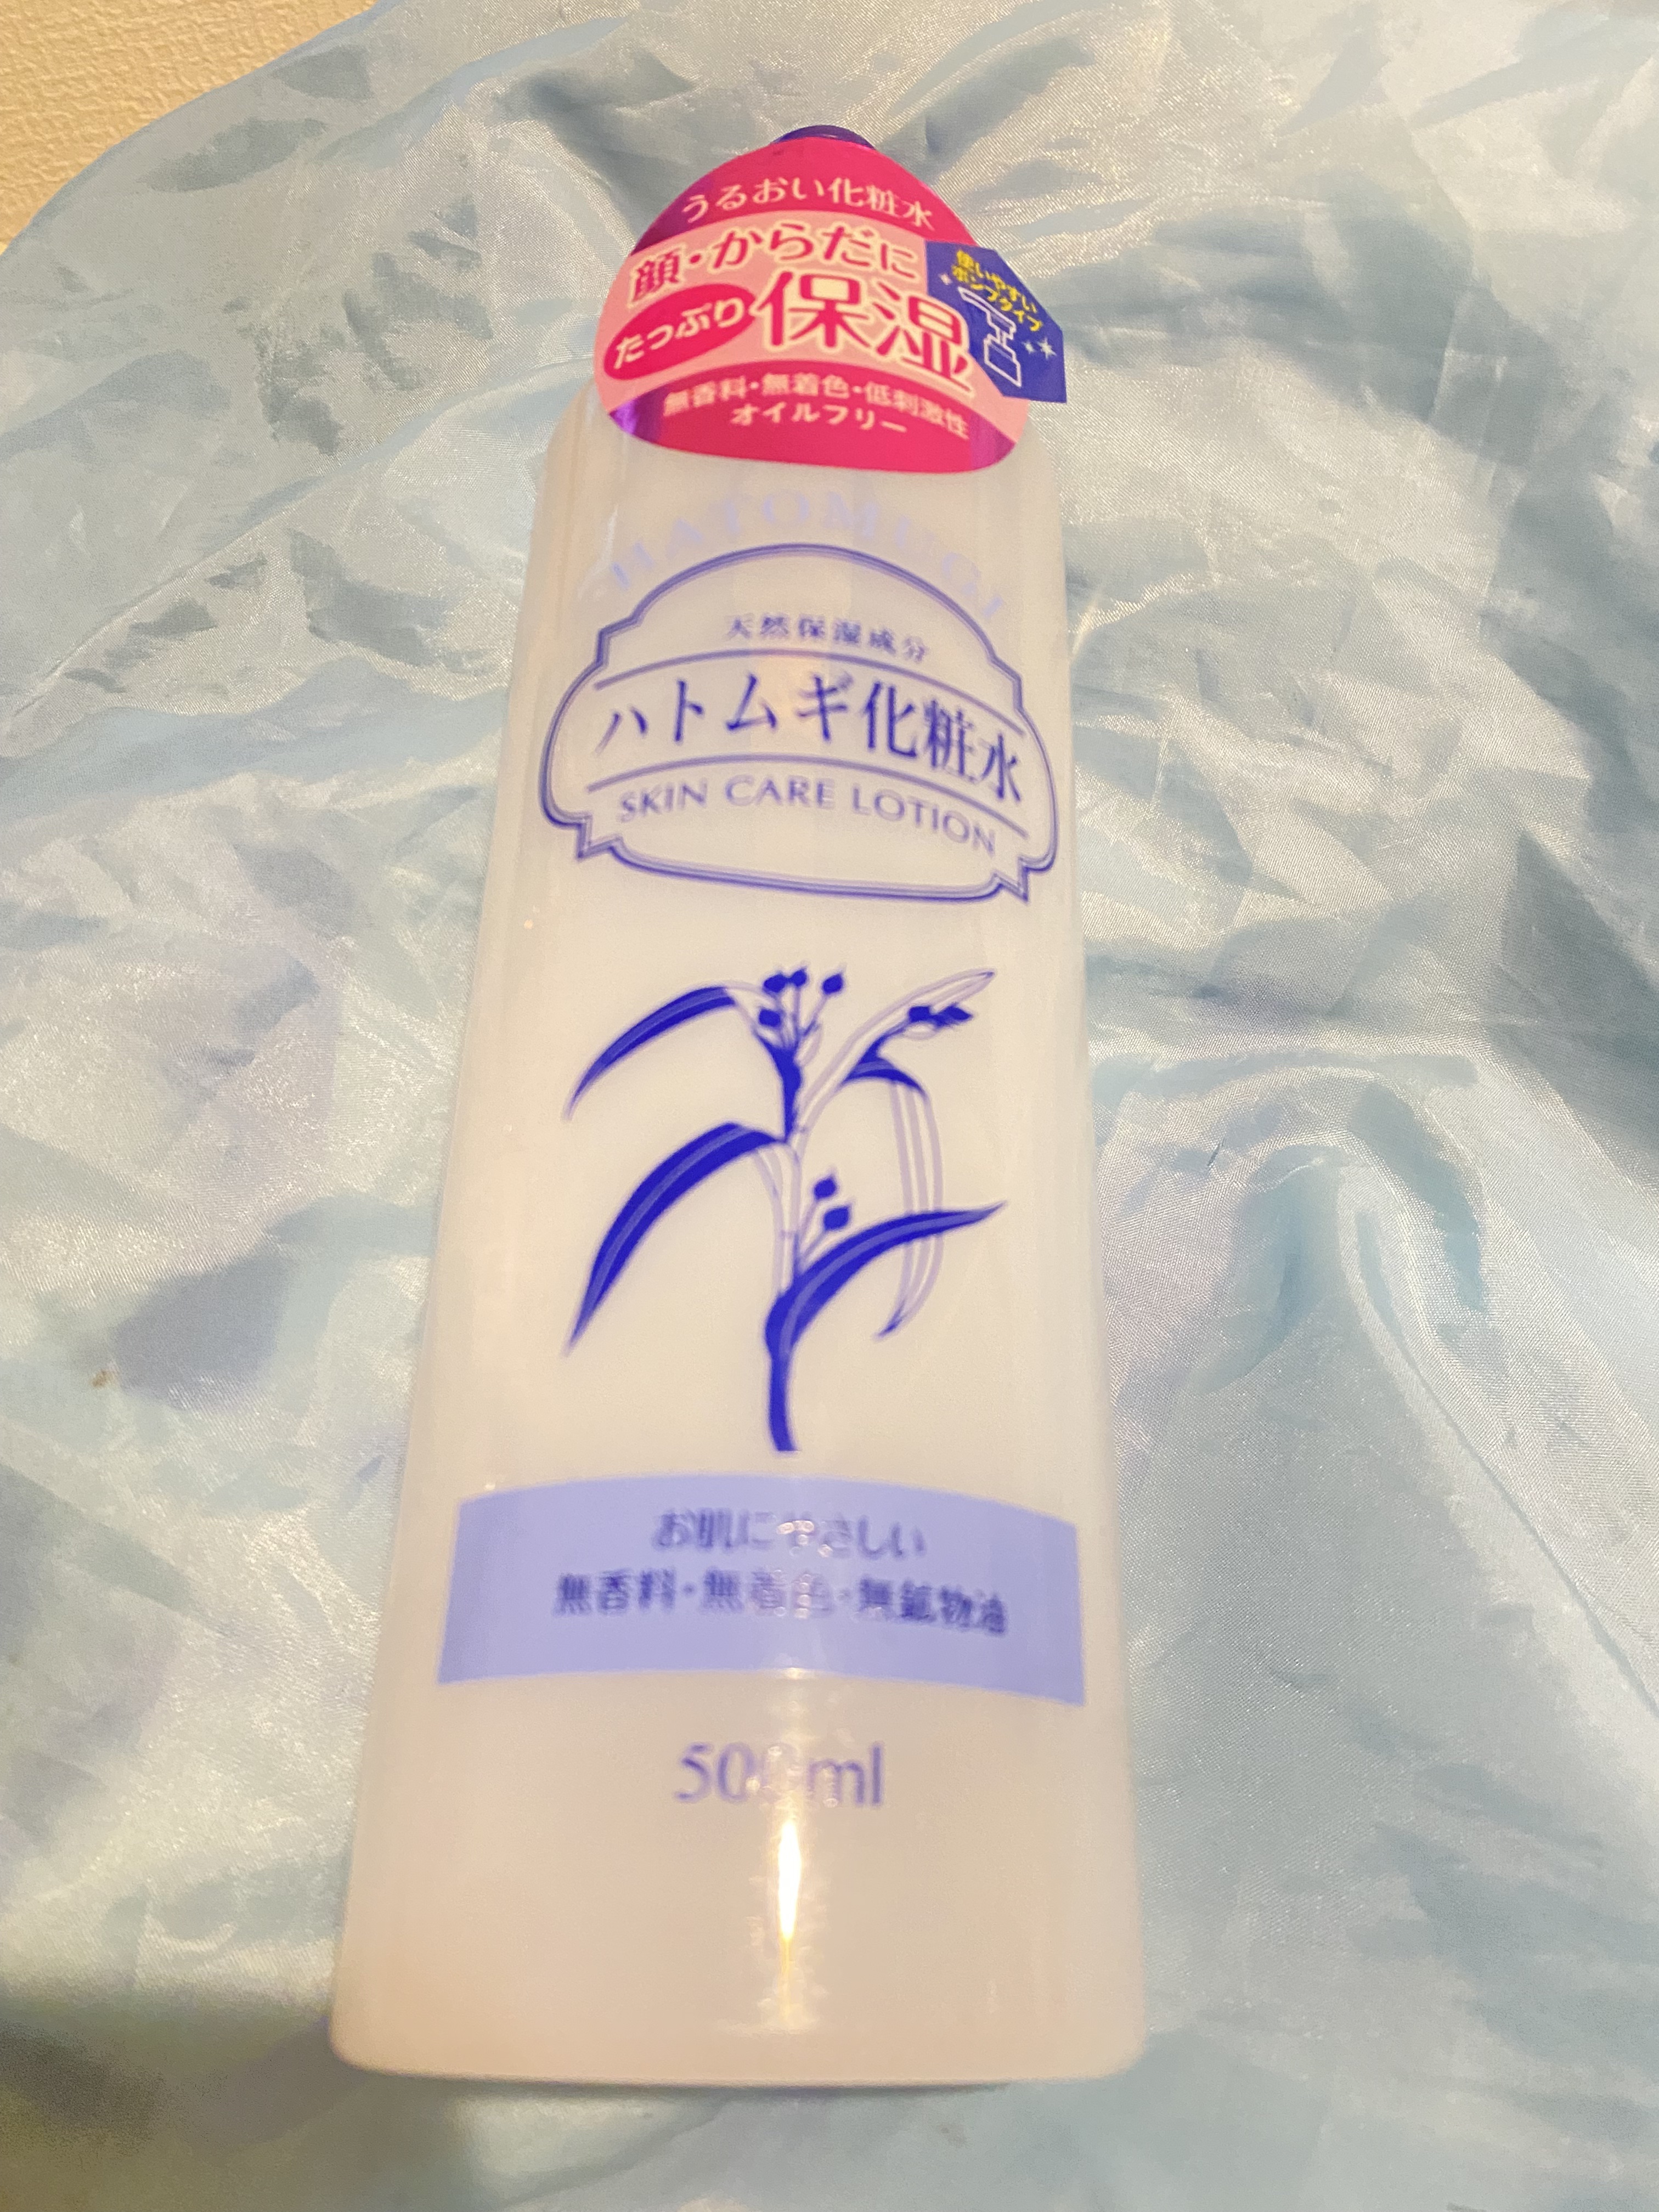 うるおい化粧水
顔・からだに
たっぷり保湿
使いやすい
ポンプタイプ
無香料・無着色・低刺激性
オイルフリー
HATOMUGI
天然保湿成分
ハトムギ化粧水
SKIN CARE LOTION
お肌にやさしい
無香料・無着色・無鉱物油
500ml